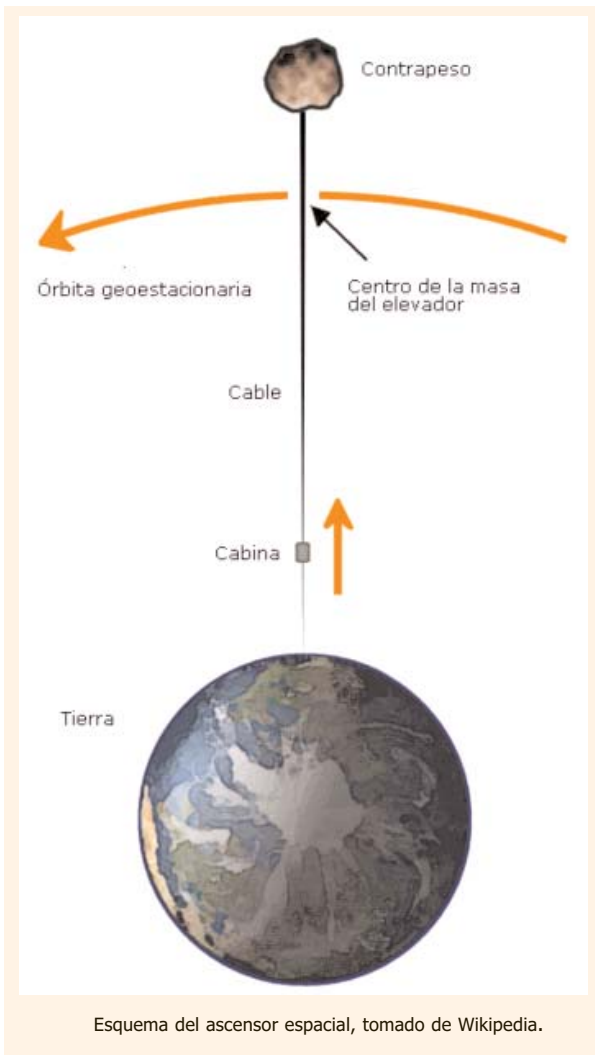 Contrapeso
Órbita geoestacionaria
Centro de la masa
del elevador
Cable
Cabina
Tierra
Esquema del ascensor espacial, tomado de Wikipedia.